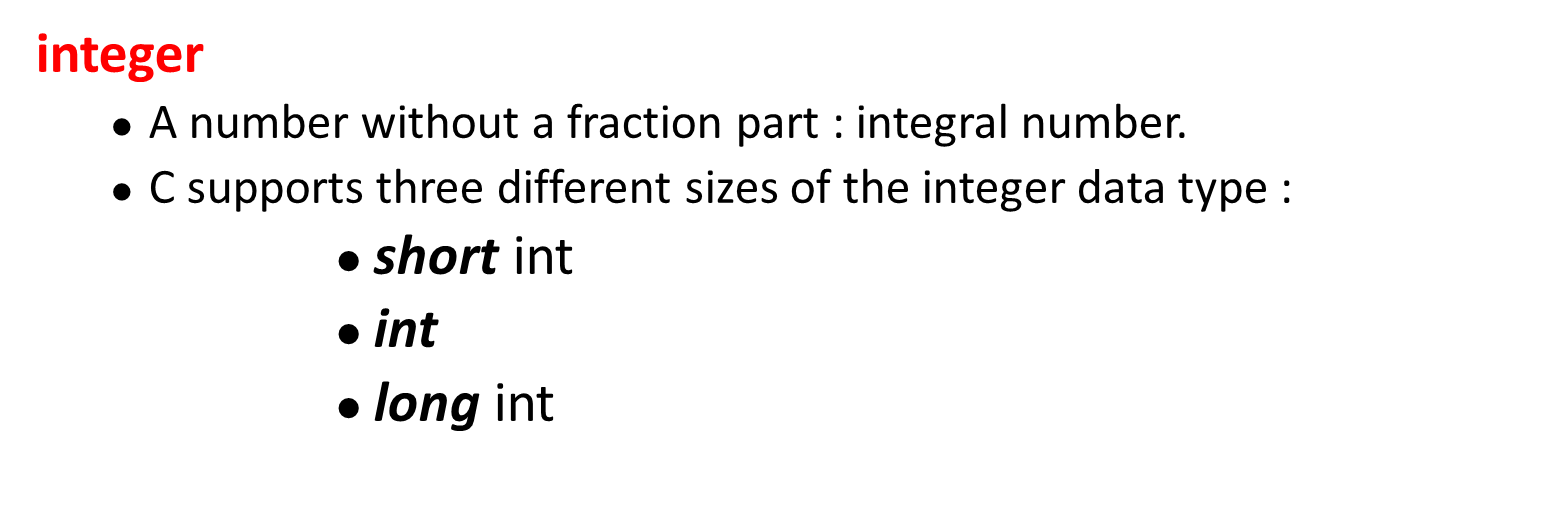 integer
• A number without a fraction part : integral number.
• C supports three different sizes of the integer data type :
• short int
• int
• long int